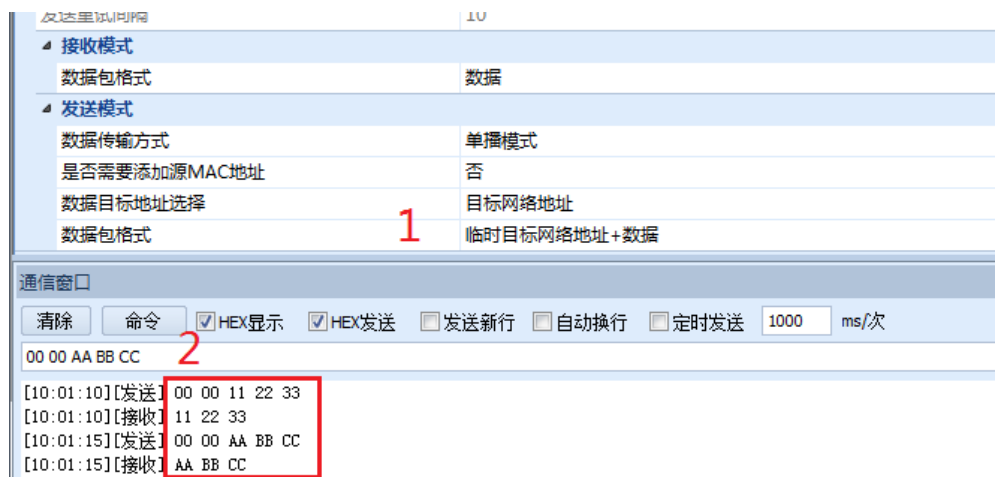 发送重试间隔 10
接收模式
数据包格式 数据
发送模式
数据传输方式 单播模式
是否需要添加源MAC地址 否
数据目标地址选择 目标网络地址
数据包格式 1 临时目标网络地址+数据
通信窗口
清除 命令 HEX显示 HEX发送 发送新行 自动换行 定时发送 1000 ms/次
00 00 AA BB CC 2
[10:01:10][发送] 00 00 11 22 33
[10:01:10][接收] 11 22 33
[10:01:15][发送] 00 00 AA BB CC
[10:01:15][接收] AA BB CC